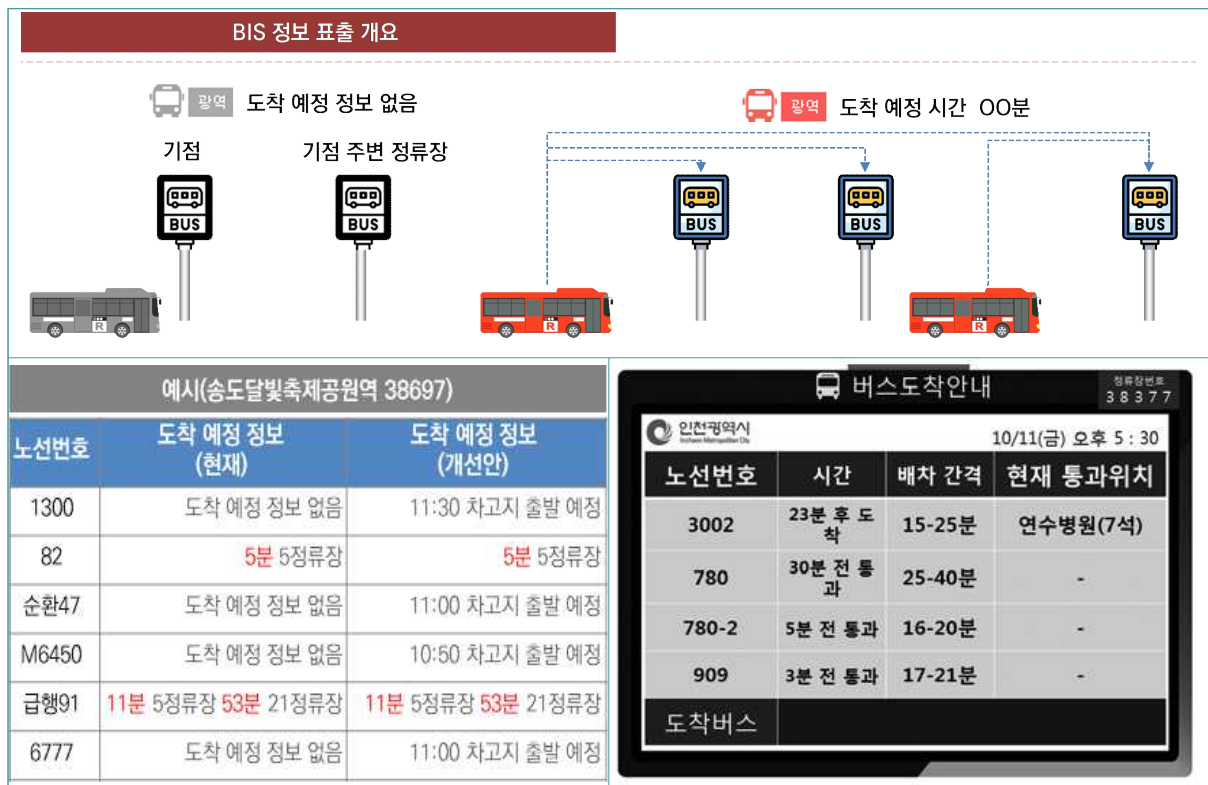 BIS 정보 표출 개요
광역 도착 예정 정보 없음
광역 도착 예정 시간 OO분
기점
기점 주변 정류장
BUS
BUS
BUS
BUS
BUS
R
R
R
예시(송도달빛축제공원역 38697)
노선번호 도착 예정 정보 (현재) 도착 예정 정보 (개선안)
1300 도착 예정 정보 없음 11:30 차고지 출발 예정
82 5분 5정류장 5분 5정류장
순환47 도착 예정 정보 없음 11:00 차고지 출발 예정
M6450 도착 예정 정보 없음 10:50 차고지 출발 예정
급행91 11분 5정류장 53분 21정류장 11분 5정류장 53분 21정류장
6777 도착 예정 정보 없음 11:00 차고지 출발 예정
버스도착안내
정류장번호
38377
인천광역시
Incheon Metropolitan City
10/11(금) 오후 5 : 30
노선번호 시간 배차 간격 현재 통과위치
3002 23분 후 도착 15-25분 연수병원(7석)
780 30분 전 통과 25-40분 -
780-2 5분 전 통과 16-20분 -
909 3분 전 통과 17-21분 -
도착버스